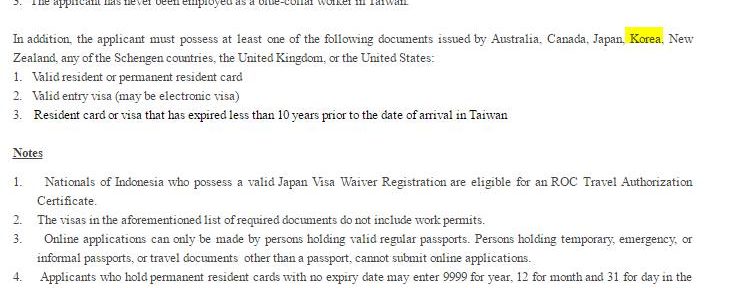 3. The applicant has never been employed as a blue-collar worker in Taiwan.
In addition, the applicant must possess at least one of the following documents issued by Australia, Canada, Japan, Korea, New
Zealand, any of the Schengen countries, the United Kingdom, or the United States:
1. Valid resident or permanent resident card
2. Valid entry visa (may be electronic visa)
3. Resident card or visa that has expired less than 10 years prior to the date of arrival in Taiwan
Notes
1. Nationals of Indonesia who possess a valid Japan Visa Waiver Registration are eligible for an ROC Travel Authorization
Certificate.
2. The visas in the aforementioned list of required documents do not include work permits.
3. Online applications can only be made by persons holding valid regular passports. Persons holding temporary, emergency, or
informal passports, or travel documents other than a passport, cannot submit online applications.
4. Applicants who hold permanent resident cards with no expiry date may enter 9999 for year, 12 for month and 31 for day in the